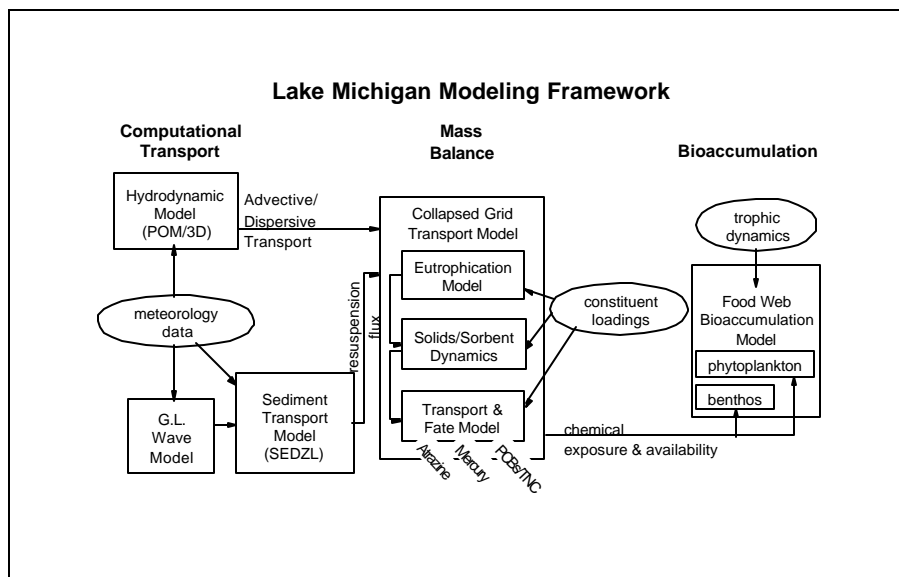 Lake Michigan Modeling Framework
Computational
Transport
Mass
Balance
Bioaccumulation
Hydrodynamic
Model
(POM/3D)
Advective/
Dispersive
Transport
meteorology
data
G.L.
Wave
Model
Sediment
Transport
Model
(SEDZL)
resuspension
flux
Collapsed Grid
Transport Model
Eutrophication
Model
Solids/Sorbent
Dynamics
Transport &
Fate Model
Atrazine
Mercury
PCBs/TNC
constituent
loadings
chemical
exposure & availability
trophic
dynamics
Food Web
Bioaccumulation
Model
phytoplankton
benthos